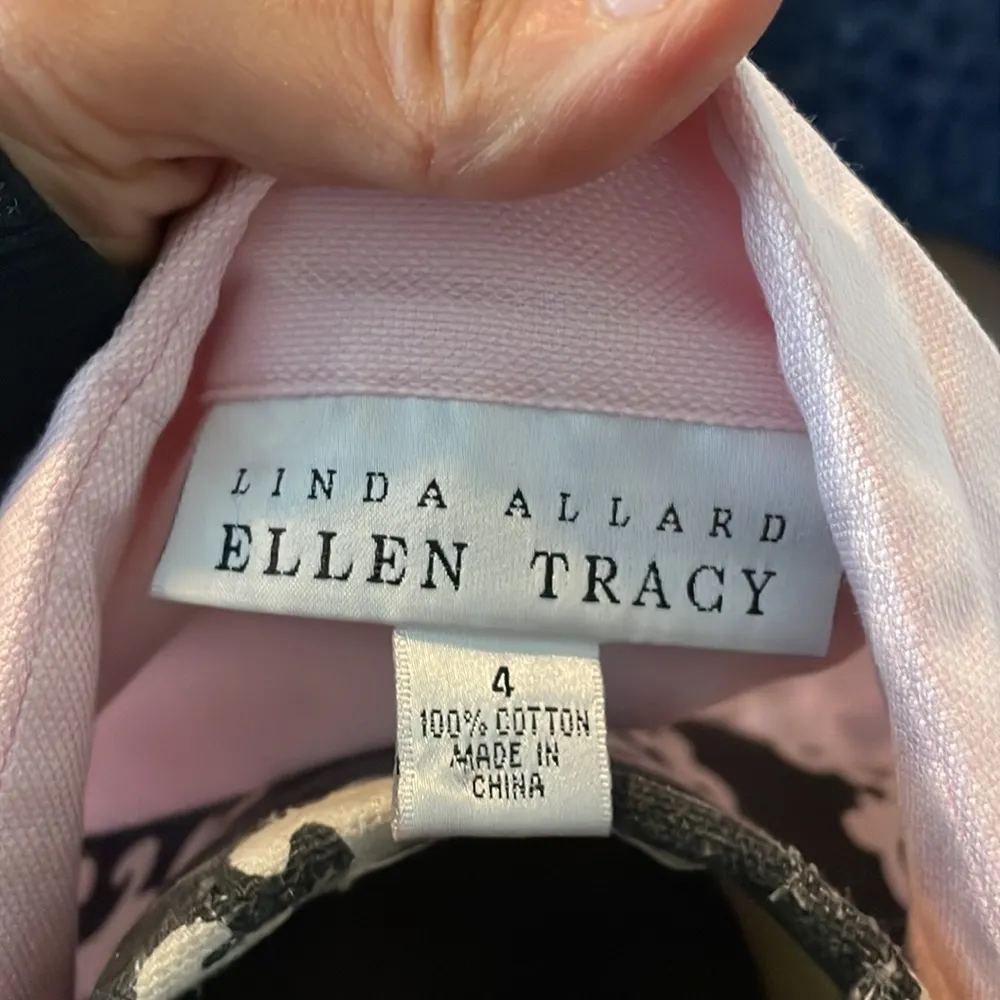 LINDA ALLARD
ELLEN TRACY
4
100% COTTON
MADE IN
CHINA